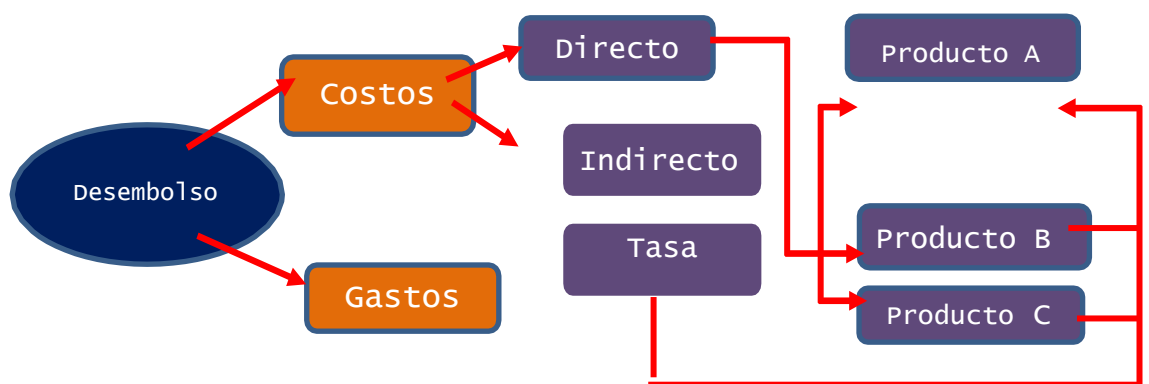 Directo
Producto A
Costos
Indirecto
Desembolso
Producto B
Tasa
Gastos
Producto C